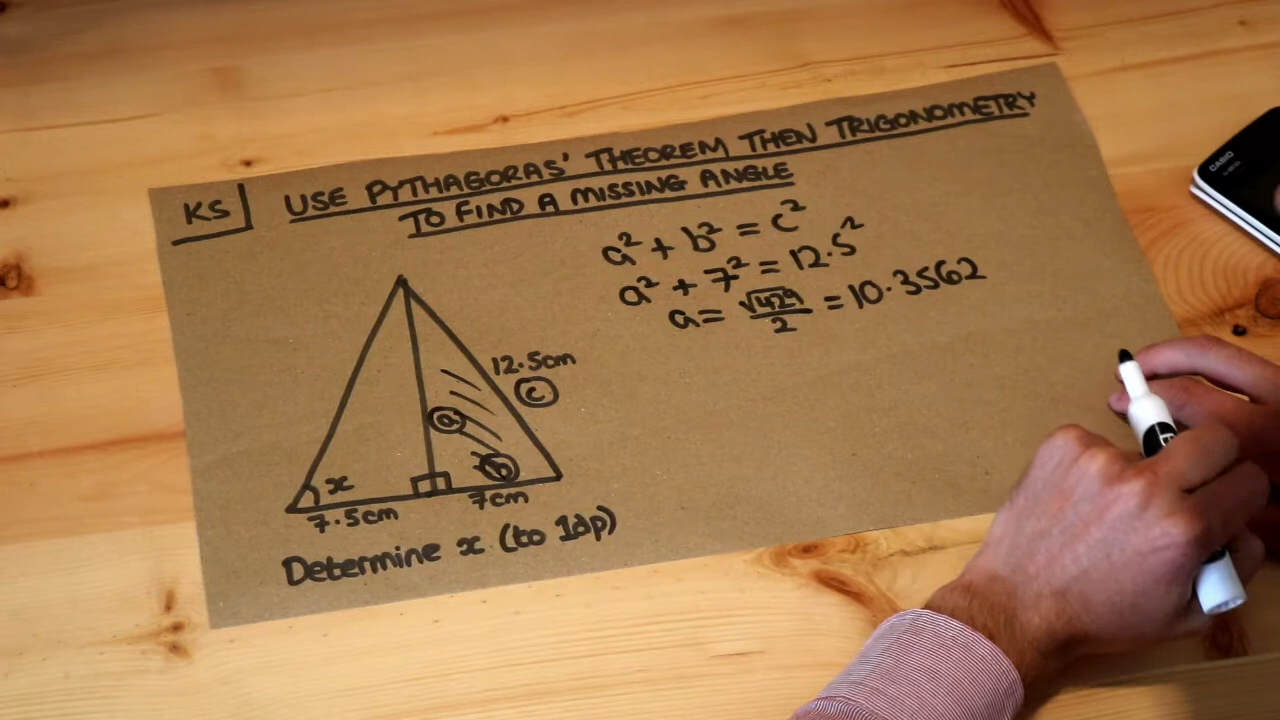 KS
USE PYTHAGORAS' THEOREM THEN TRIGONOMETRY
TO FIND A MISSING ANGLE
a² + b² = c²
a² + 7² = 12.5²
a = √429/2 = 10.3562
12.5cm
c
a
b
x
7.5cm
7cm
Determine x (to 1dp)
CASIO